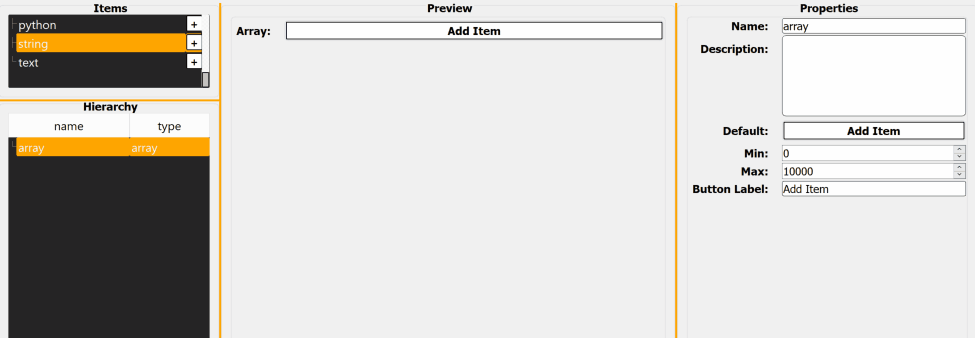 Items
python +
string +
text +
Hierarchy
name type
array array
Preview
Array: Add Item
Properties
Name: array
Description:
Default: Add Item
Min: 0
Max: 10000
Button Label: Add Item